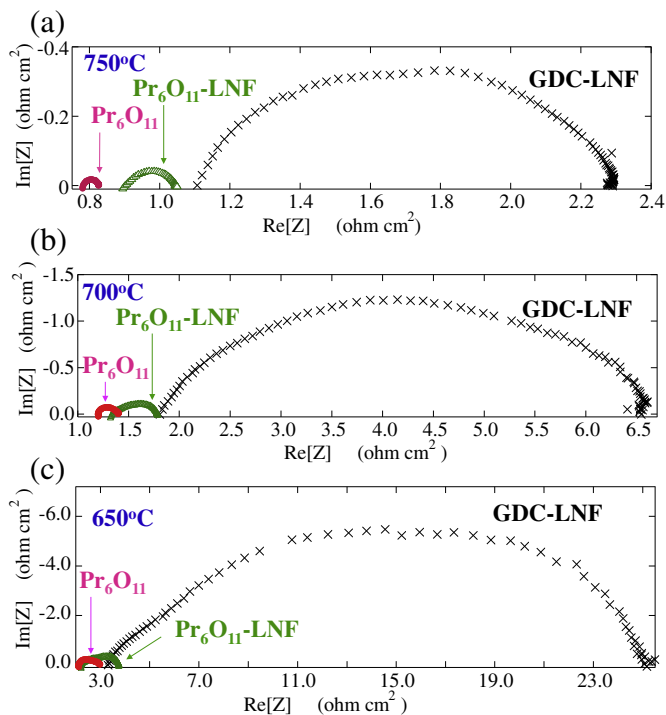 (a)
750°C
Pr₆O₁₁-LNF
Pr₆O₁₁
GDC-LNF
Im[Z] (ohm cm²)
-0.4
-0.2
0
0.8 1.0 1.2 1.4 1.6 1.8 2.0 2.2 2.4
Re[Z] (ohm cm²)
(b)
700°C
Pr₆O₁₁-LNF
Pr₆O₁₁
GDC-LNF
Im[Z] (ohm cm²)
-1.5
-1.0
-0.5
0.0
1.0 1.5 2.0 2.5 3.0 3.5 4.0 4.5 5.0 5.5 6.0 6.5
Re[Z] (ohm cm²)
(c)
650°C
GDC-LNF
Pr₆O₁₁
Pr₆O₁₁-LNF
Im[Z] (ohm cm²)
-6.0
-4.0
-2.0
0.0
3.0 7.0 11.0 15.0 19.0 23.0
Re[Z] (ohm cm²)